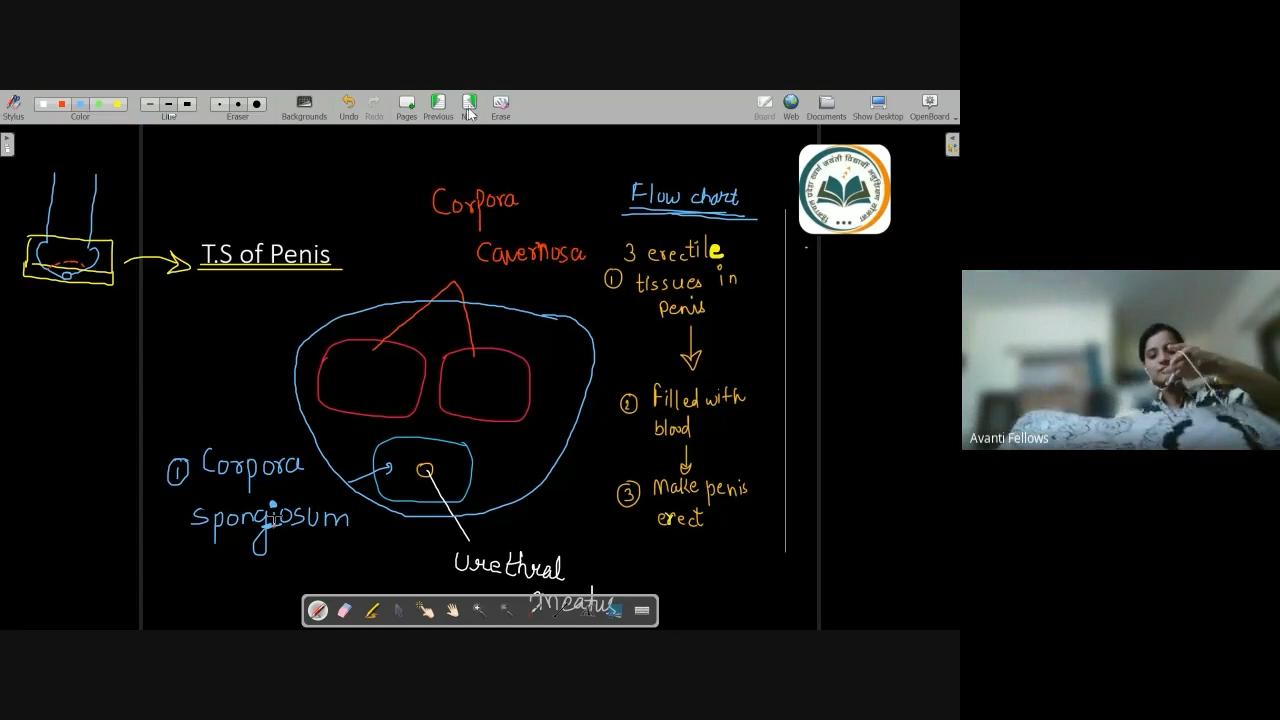 Stylus
Color
Line
Backgrounds
Undo
Redo
Pages
Previous
Erase
Board
Web
Documents
Show Desktop
OpenBoard
Corpora
Cavernosa
T.S of Penis
Flow chart
3 erectile
① tissues in
Penis
② Filled with
blood
③ Make penis
erect
① Corpora
spongiosum
Urethral
meatus
Avanti Fellows